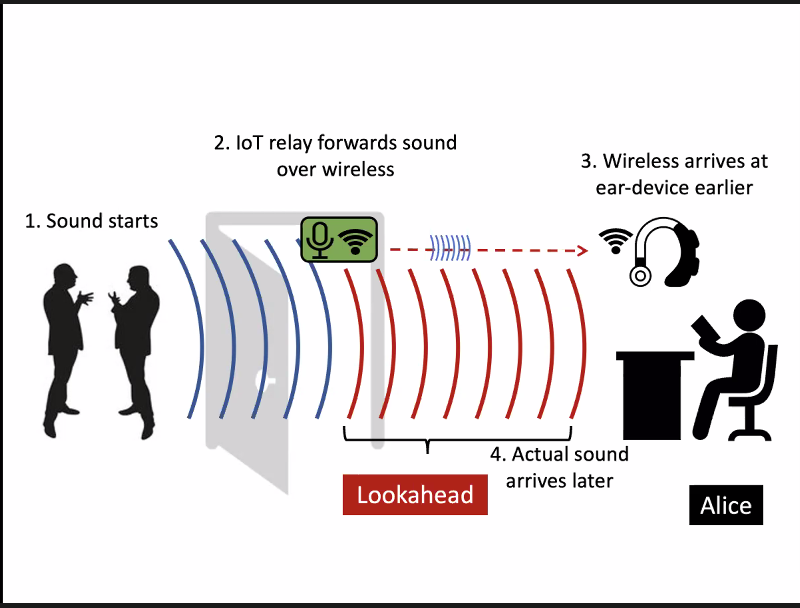 2. IoT relay forwards sound
over wireless
3. Wireless arrives at
ear-device earlier
1. Sound starts
4. Actual sound
arrives later
Lookahead
Alice